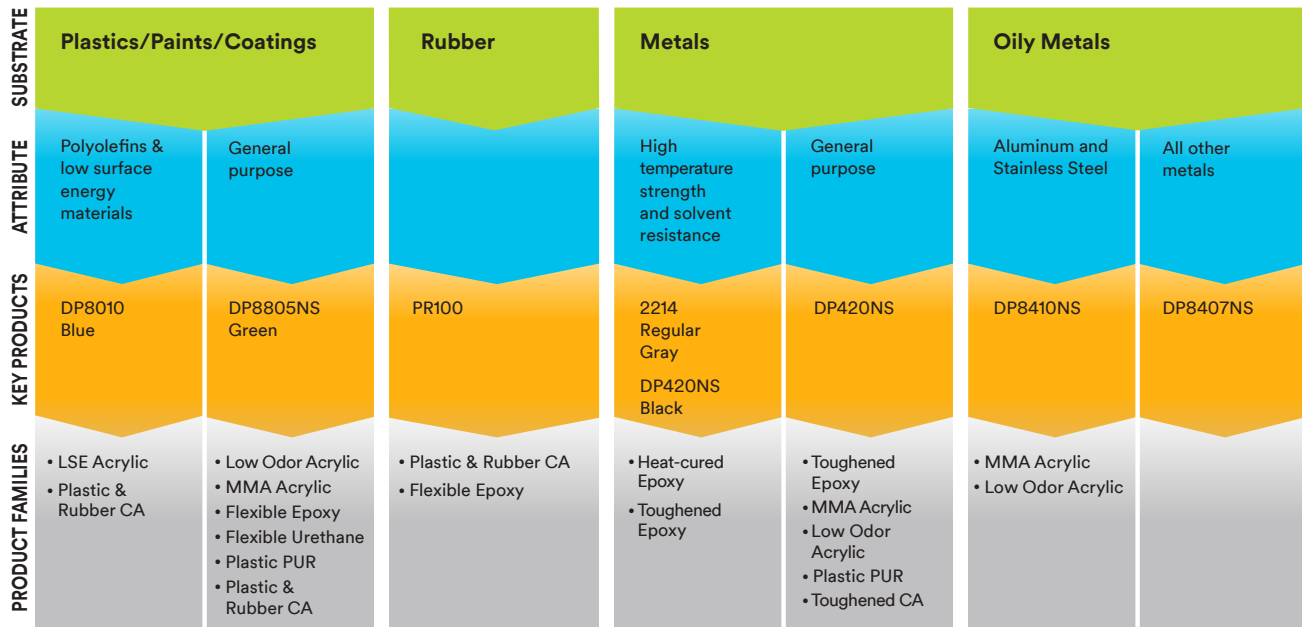 SUBSTRATE
Plastics/Paints/Coatings
Rubber
Metals
Oily Metals
ATTRIBUTE
Polyolefins &
low surface
energy
materials
General
purpose
High
temperature
strength
and solvent
resistance
General
purpose
Aluminum and
Stainless Steel
All other
metals
KEY PRODUCTS
DP8010
Blue
DP8805NS
Green
PR100
2214
Regular
Gray
DP420NS
Black
DP420NS
DP8410NS
DP8407NS
PRODUCT FAMILIES
• LSE Acrylic
• Plastic &
Rubber CA
• Low Odor Acrylic
• MMA Acrylic
• Flexible Epoxy
• Flexible Urethane
• Plastic PUR
• Plastic &
Rubber CA
• Plastic & Rubber CA
• Flexible Epoxy
• Heat-cured
Epoxy
• Toughened
Epoxy
• Toughened
Epoxy
• MMA Acrylic
• Low Odor
Acrylic
• Plastic PUR
• Toughened CA
• MMA Acrylic
• Low Odor Acrylic